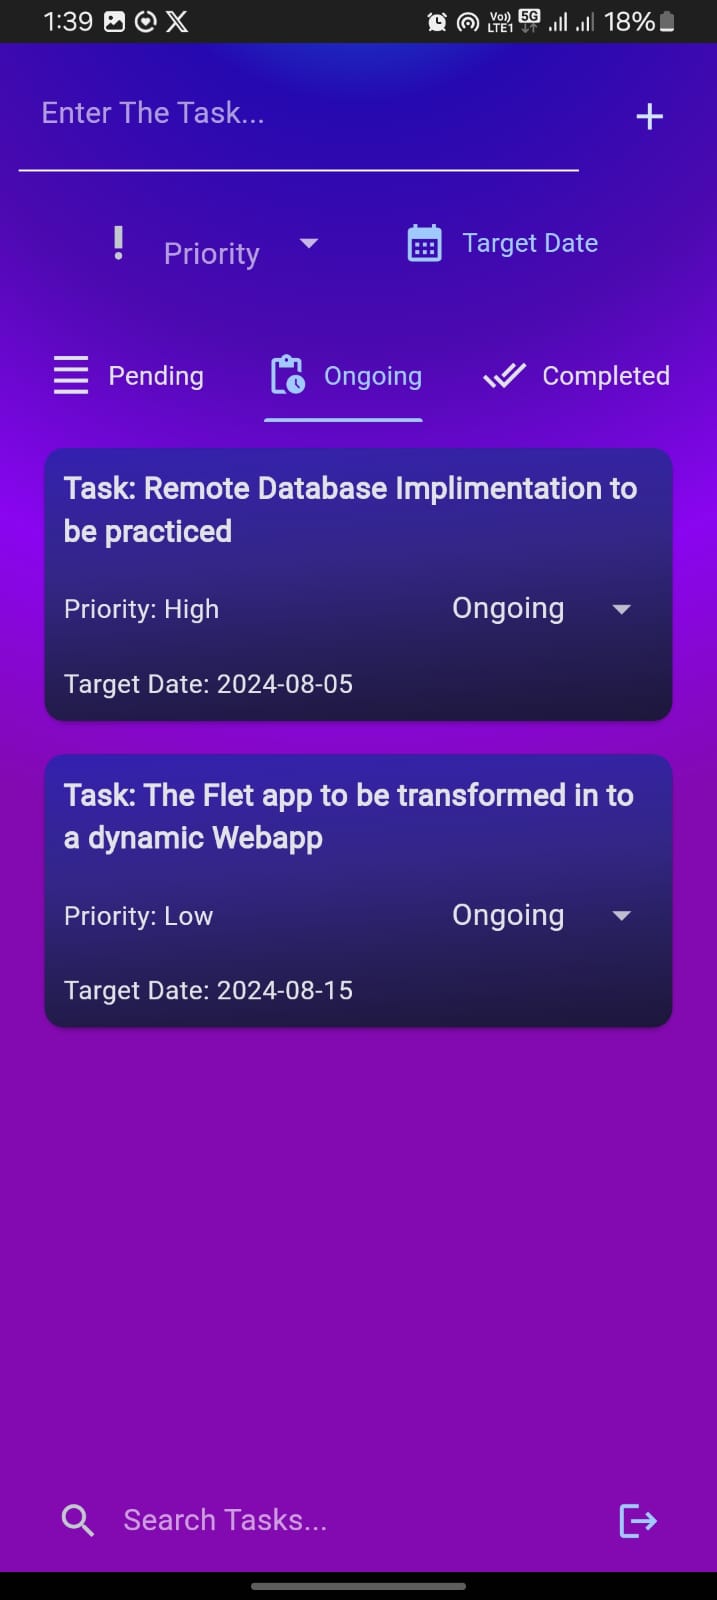 1:39 Vo)) LTE1 5G 18%
Enter The Task...
Priority Target Date
Pending Ongoing Completed
Task: Remote Database Implimentation to
be practiced
Priority: High Ongoing
Target Date: 2024-08-05
Task: The Flet app to be transformed in to
a dynamic Webapp
Priority: Low Ongoing
Target Date: 2024-08-15
Search Tasks...